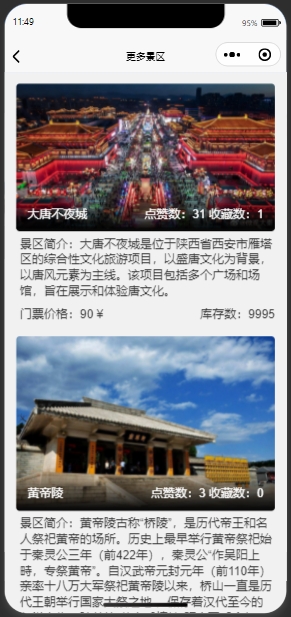 11:49
95%
更多景区
大唐不夜城 点赞数：31 收藏数：1
景区简介：大唐不夜城是位于陕西省西安市雁塔
区的综合性文化旅游项目，以盛唐文化为背景，
以唐风元素为主线。该项目包括多个广场和场
馆，旨在展示和体验唐文化。
门票价格：90 ¥ 库存数：9995
黄帝陵 点赞数：3 收藏数：0
景区简介：黄帝陵古称“桥陵”，是历代帝王和名
人祭祀黄帝的场所。历史上最早举行黄帝祭祀始
于秦灵公三年（前422年），秦灵公“作吴阳上
畤，专祭黄帝”。自汉武帝元封元年（前110年）
亲率十八万大军祭祀黄帝陵以来，桥山一直是历
代王朝举行国家大祭之地，保存着汉代至今的